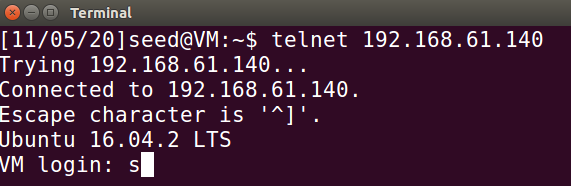 Terminal
[11/05/20]seed@VM:~$ telnet 192.168.61.140
Trying 192.168.61.140...
Connected to 192.168.61.140.
Escape character is '^]'.
Ubuntu 16.04.2 LTS
VM login: s